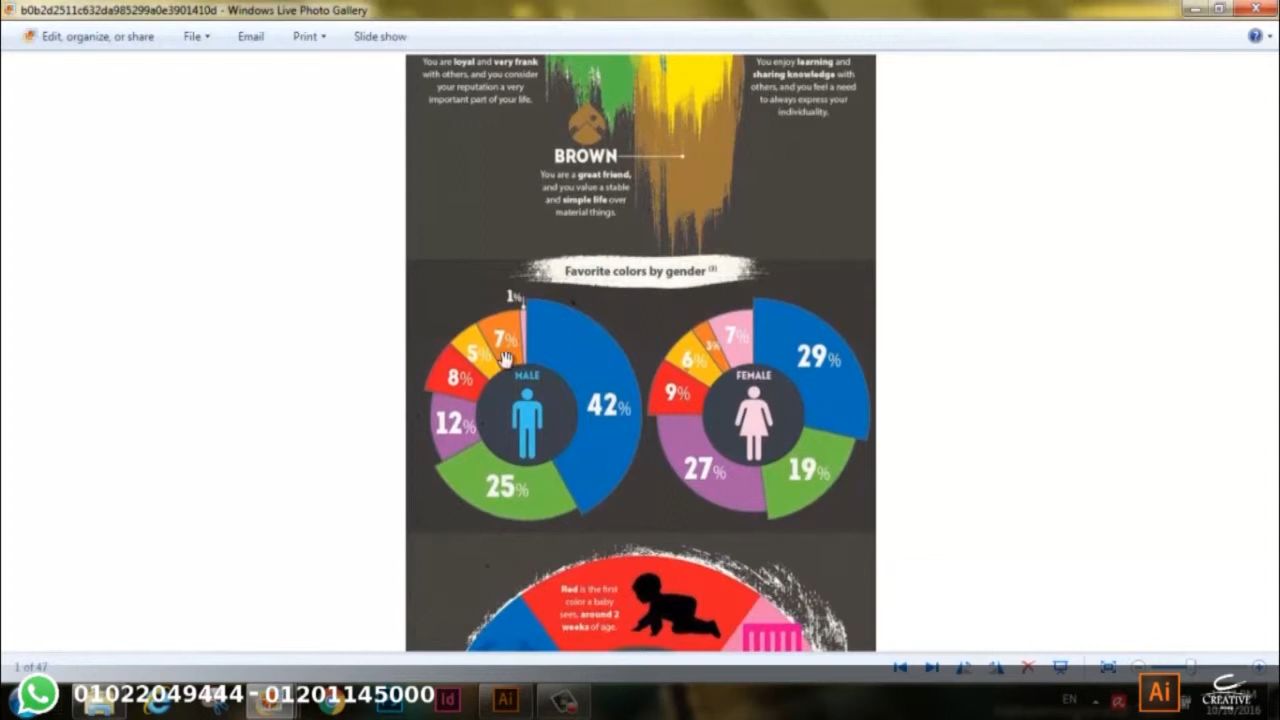 b0b2d2511c632da985299a0e3901410d - Windows Live Photo Gallery
Edit, organize, or share File Email Print Slide show
You are loyal and very frank
with others, and you consider
your reputation a very
important part of your life.
You enjoy learning and
sharing knowledge with
others, and you feel a need
to always express your
individuality.
BROWN
You are a great friend,
and you value a stable
and simple life over
material things.
Favorite colors by gender
1%
7%
5%
8%
12%
25%
42%
MALE
7%
3%
6%
9%
27%
19%
29%
FEMALE
Red is the first
color a baby
sees, around 2
weeks of age.
1 of 47
01022049444 - 01201145000
Id
Ai
EN
Ai
CREATIVE